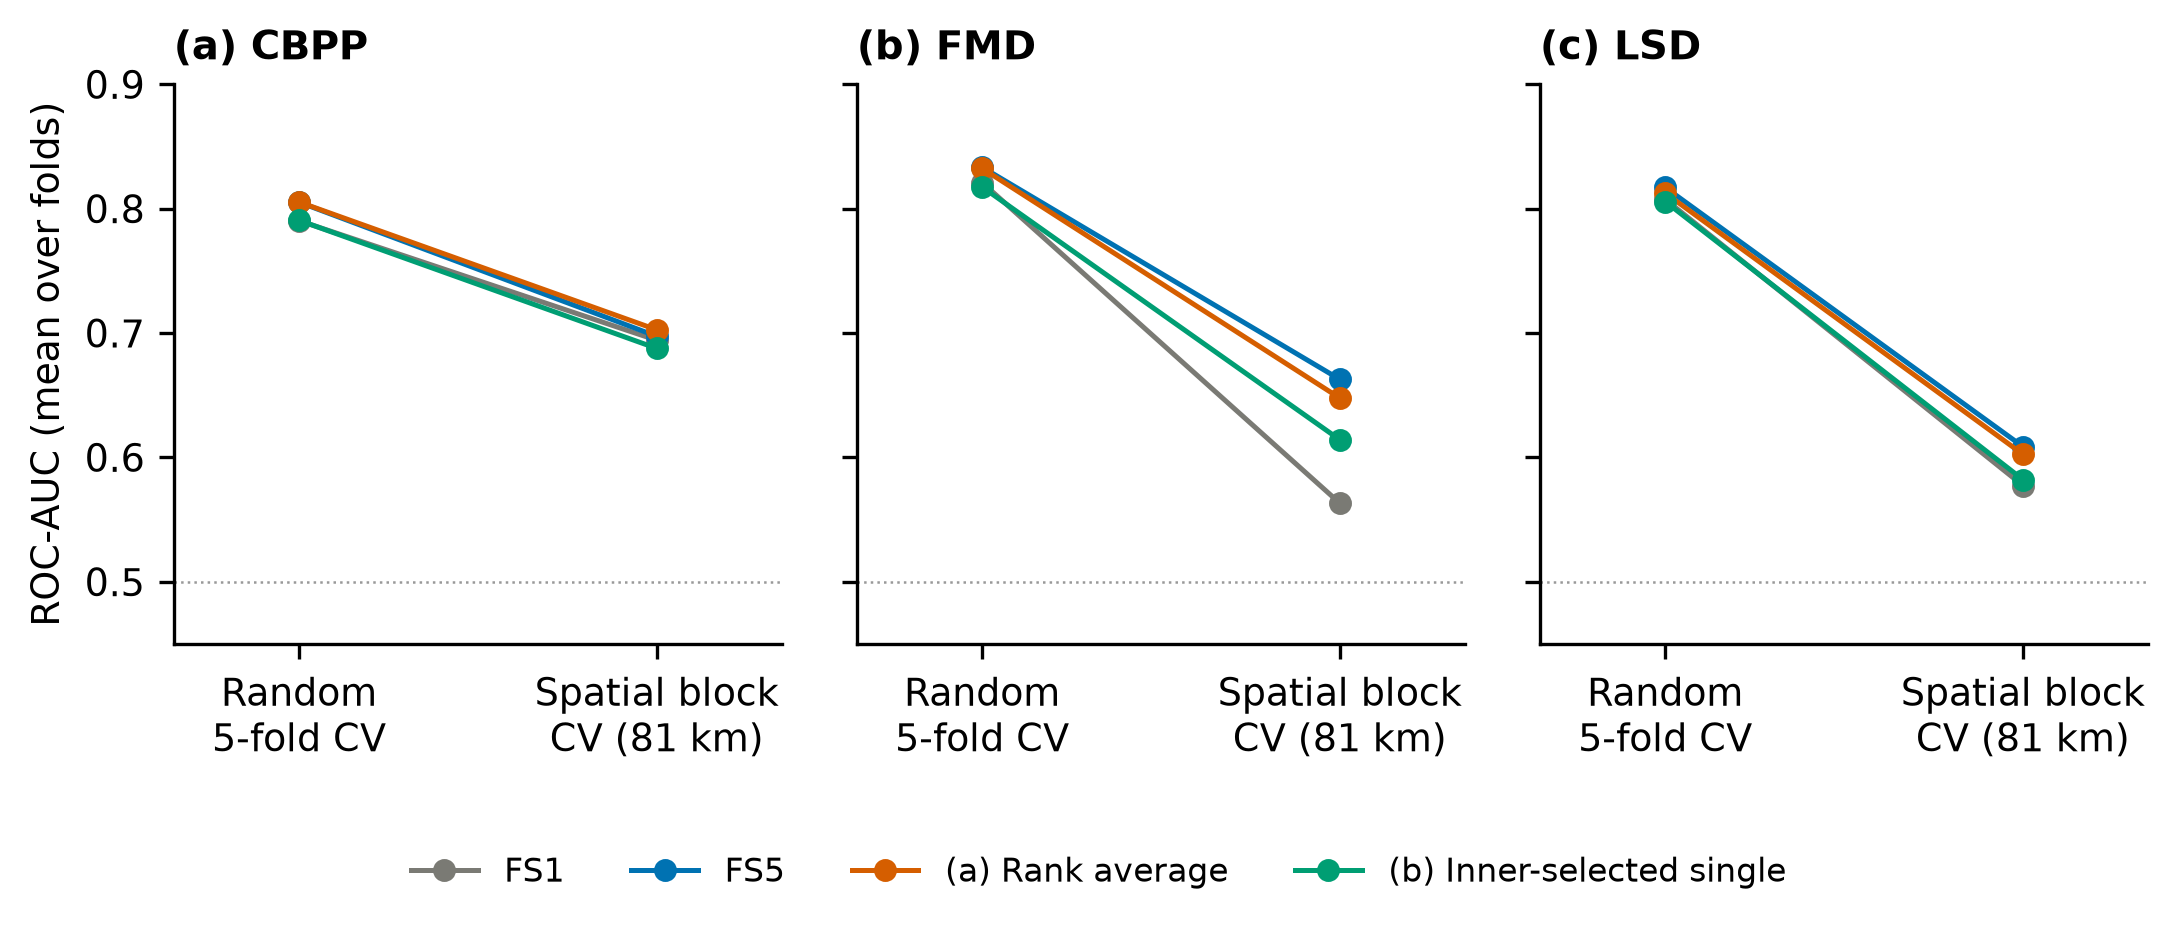 (a) CBPP
(b) FMD
(c) LSD
ROC-AUC (mean over folds)
0.9
0.8
0.7
0.6
0.5
Random
5-fold CV
Spatial block
CV (81 km)
Random
5-fold CV
Spatial block
CV (81 km)
Random
5-fold CV
Spatial block
CV (81 km)
FS1
FS5
(a) Rank average
(b) Inner-selected single